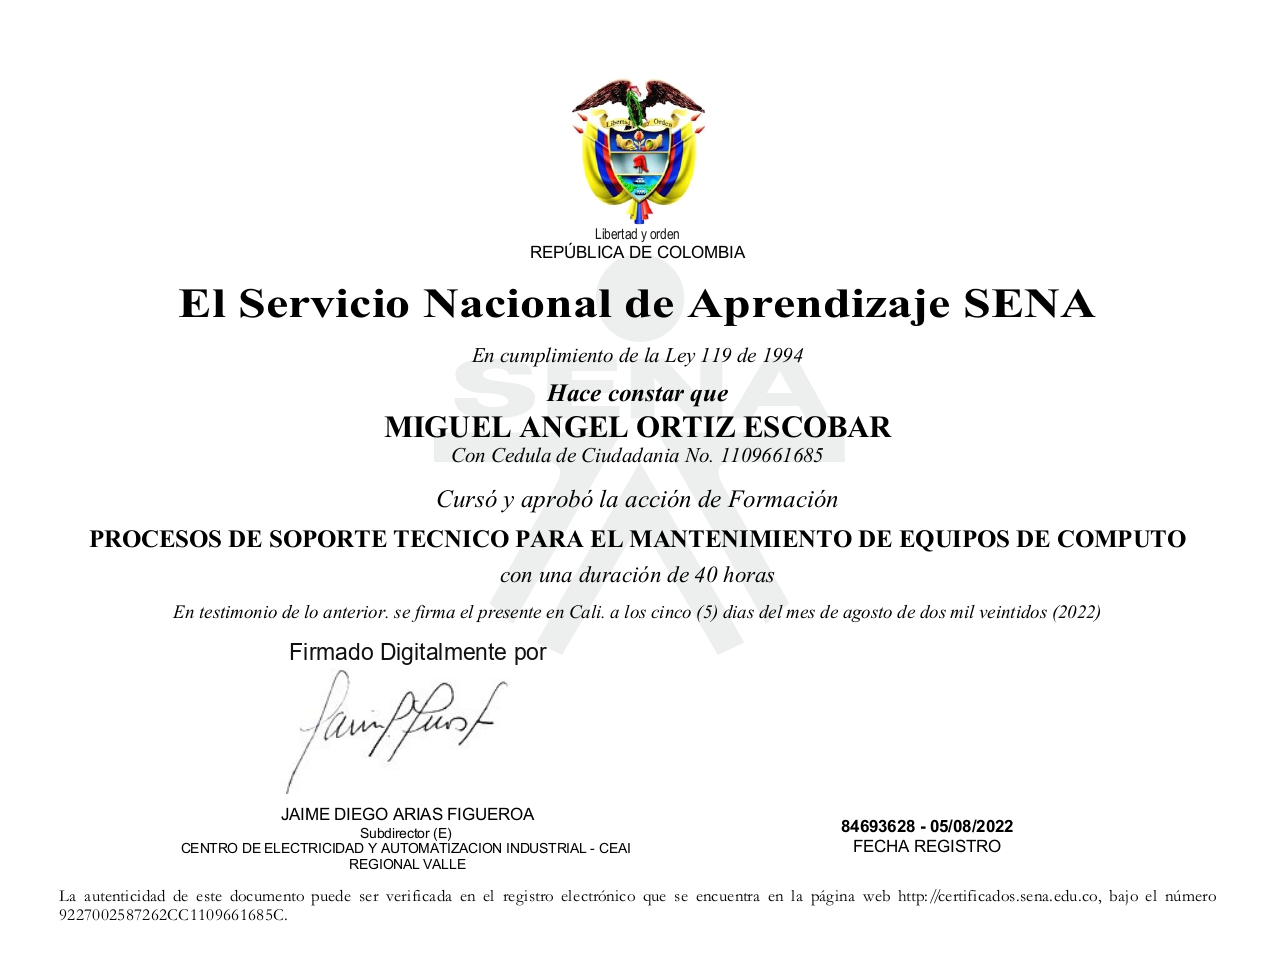 Libertad y Orden
Libertad y orden
REPÚBLICA DE COLOMBIA
El Servicio Nacional de Aprendizaje SENA
En cumplimiento de la Ley 119 de 1994
SENA
Hace constar que
MIGUEL ANGEL ORTIZ ESCOBAR
Con Cedula de Ciudadania No. 1109661685
Cursó y aprobó la acción de Formación
PROCESOS DE SOPORTE TECNICO PARA EL MANTENIMIENTO DE EQUIPOS DE COMPUTO
con una duración de 40 horas
En testimonio de lo anterior. se firma el presente en Cali. a los cinco (5) dias del mes de agosto de dos mil veintidos (2022)
Firmado Digitalmente por
JAIME DIEGO ARIAS FIGUEROA
Subdirector (E)
CENTRO DE ELECTRICIDAD Y AUTOMATIZACION INDUSTRIAL - CEAI
REGIONAL VALLE
84693628 - 05/08/2022
FECHA REGISTRO
La autenticidad de este documento puede ser verificada en el registro electrónico que se encuentra en la página web http://certificados.sena.edu.co, bajo el número
9227002587262CC1109661685C.